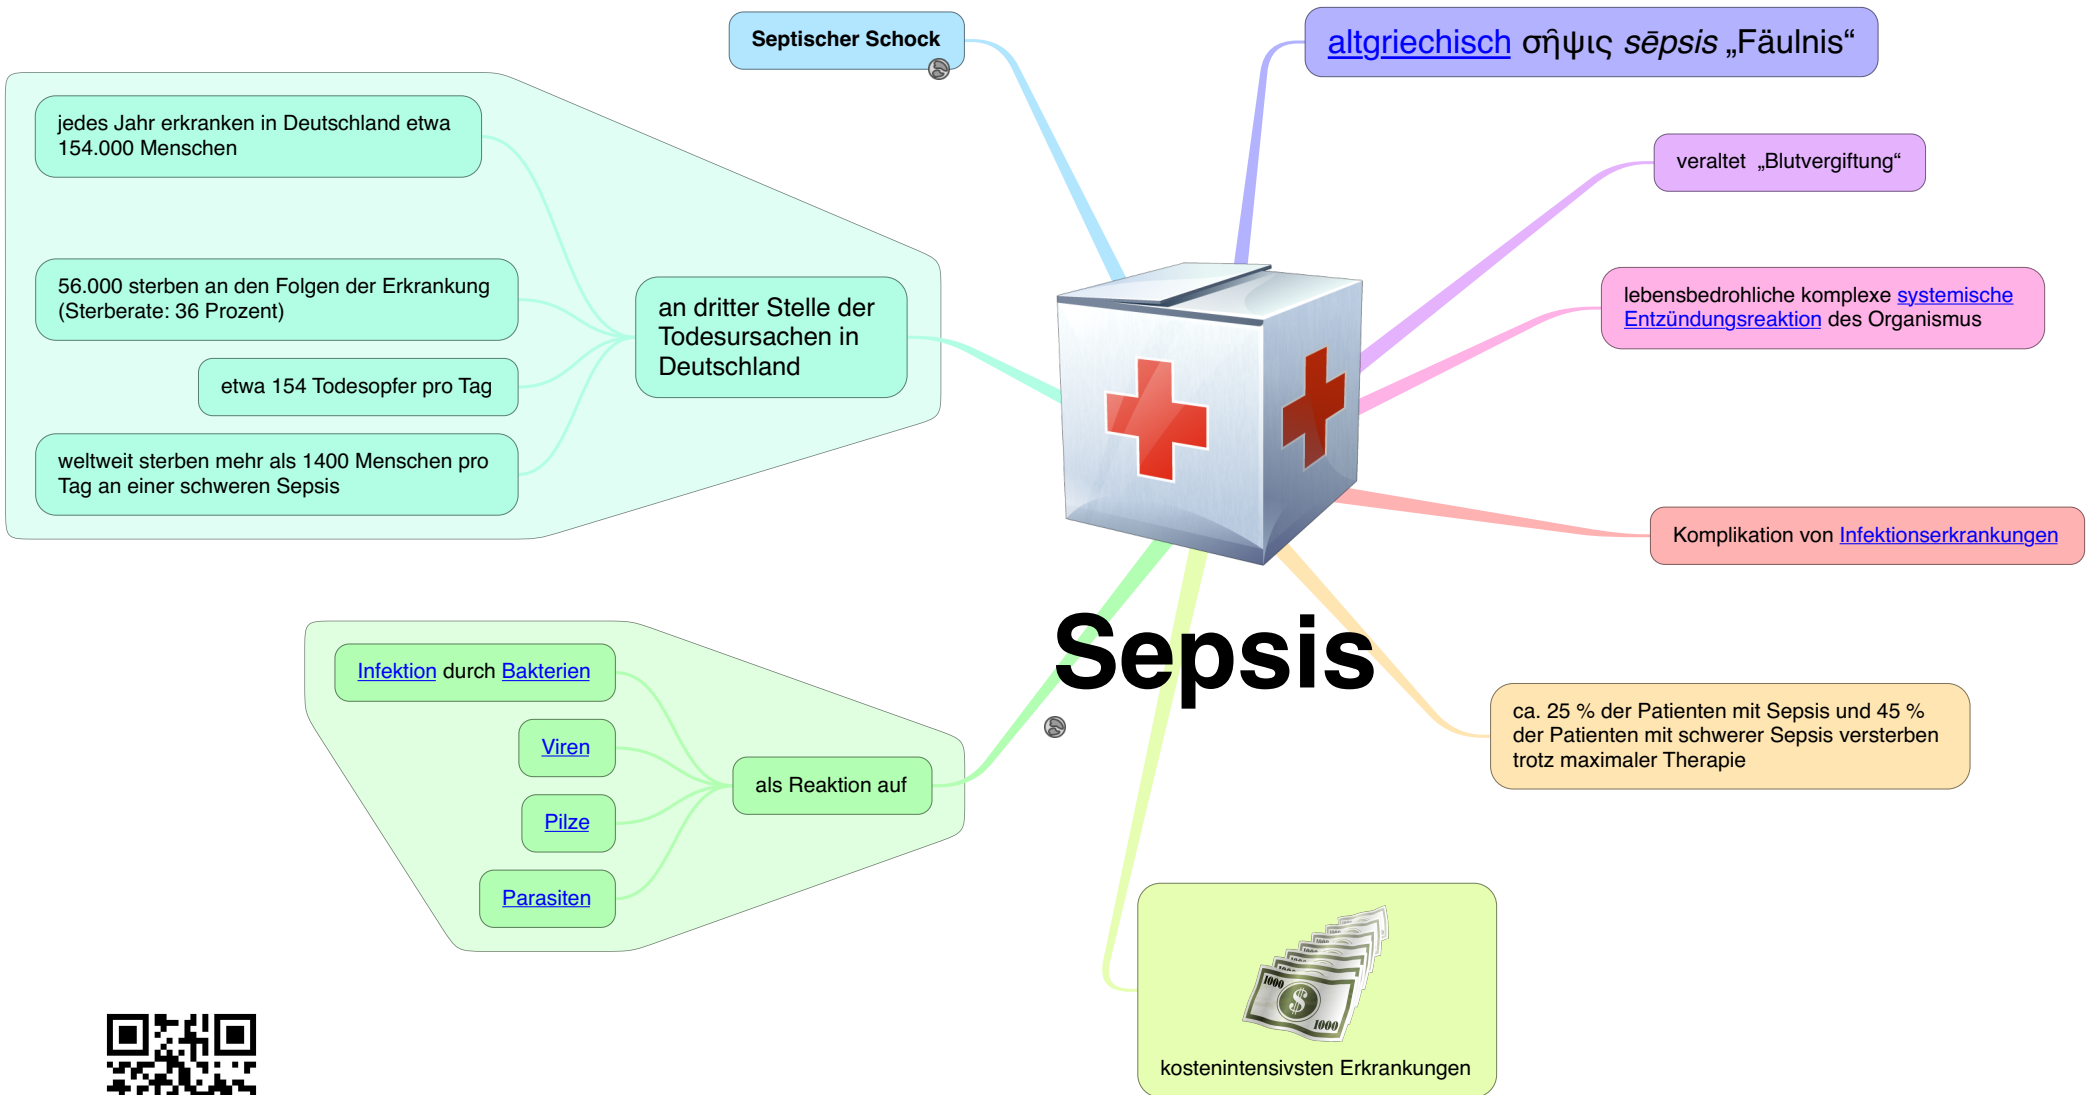 Septischer Schock
altgriechisch σῆψις sēpsis „Fäulnis“
jedes Jahr erkranken in Deutschland etwa
154.000 Menschen
veraltet „Blutvergiftung“
56.000 sterben an den Folgen der Erkrankung
(Sterberate: 36 Prozent)
an dritter Stelle der
Todesursachen in
Deutschland
lebensbedrohliche komplexe systemische
Entzündungsreaktion des Organismus
etwa 154 Todesopfer pro Tag
weltweit sterben mehr als 1400 Menschen pro
Tag an einer schweren Sepsis
Komplikation von Infektionserkrankungen
Sepsis
Infektion durch Bakterien
Viren
Pilze
Parasiten
als Reaktion auf
ca. 25 % der Patienten mit Sepsis und 45 %
der Patienten mit schwerer Sepsis versterben
trotz maximaler Therapie
1000
$
1000
kostenintensivsten Erkrankungen